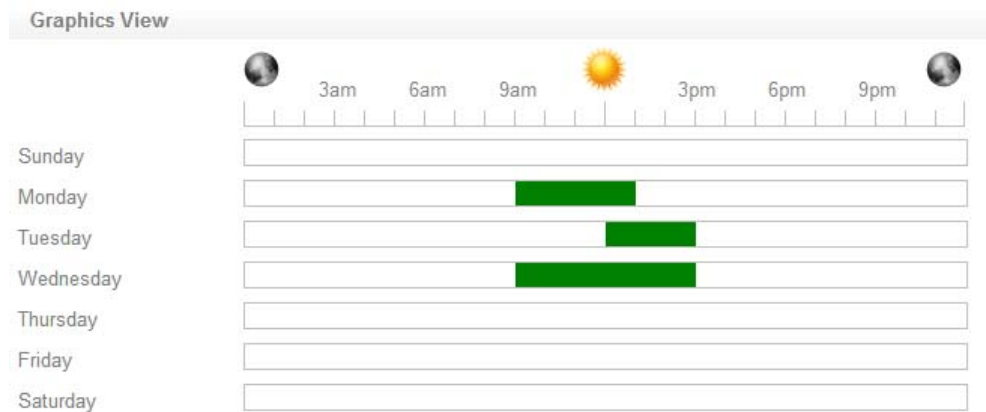 Graphics View
3am 6am 9am 3pm 6pm 9pm
Sunday
Monday
Tuesday
Wednesday
Thursday
Friday
Saturday